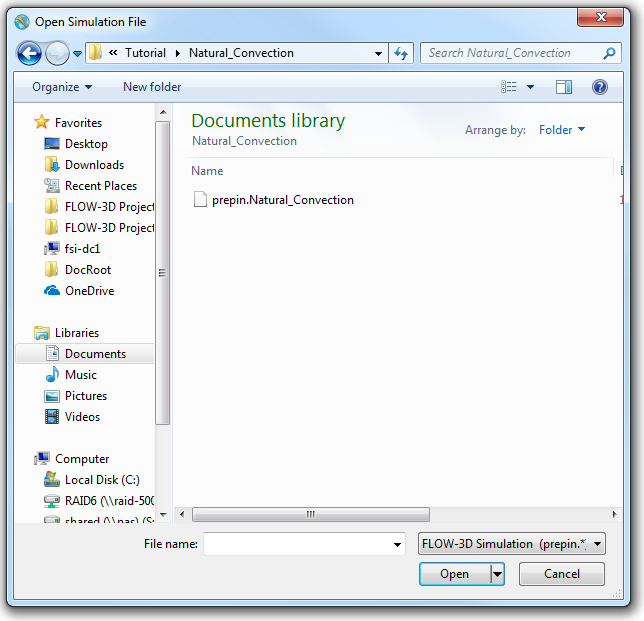 Open Simulation File
« Tutorial Natural_Convection
Search Natural_Convection
Organize New folder
Favorites
Desktop
Downloads
Recent Places
FLOW-3D Project
FLOW-3D Project
fsi-dc1
DocRoot
OneDrive
Libraries
Documents
Music
Pictures
Videos
Computer
Local Disk (C:)
RAID6 (\\raid-500
shared (\\nas) (S:
Documents library
Natural_Convection
Arrange by: Folder
Name
prepin.Natural_Convection
File name:
FLOW-3D Simulation (prepin.*
Open
Cancel